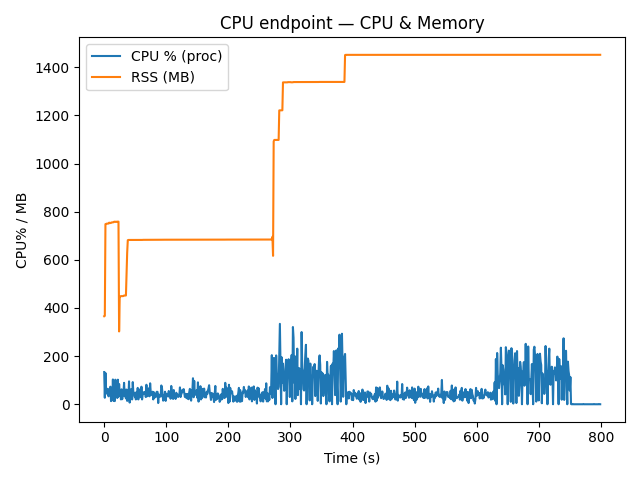 CPU endpoint — CPU & Memory
CPU % (proc)
RSS (MB)
CPU% / MB
1400
1200
1000
800
600
400
200
0
0 100 200 300 400 500 600 700 800
Time (s)